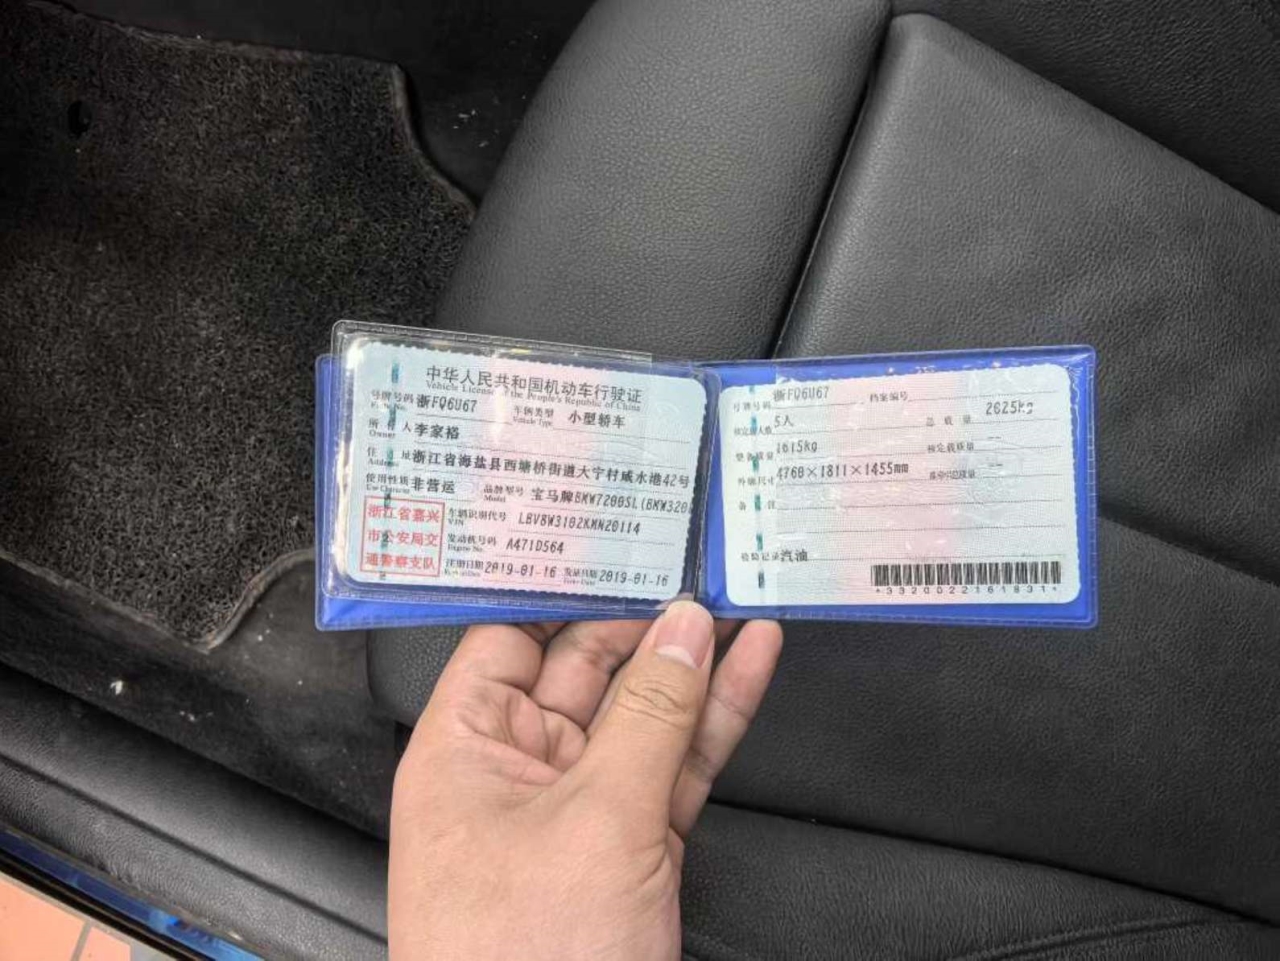 中华人民共和国机动车行驶证
Vehicle License of the People's Republic of China
号牌号码 浙FQ6U67 车辆类型 小型轿车
Plate No. Vehicle Type
所有人 李家裕
Owner
住址 浙江省海盐县西塘桥街道大宁村咸水港42号
Address
使用性质 非营运 品牌型号 宝马牌BMW7200SL(BMW320
Use Character Model
浙江省嘉兴
市公安局交
通警察支队
车辆识别代号 LBV8W3102KMN20114
VIN
发动机号码 A471D564
Engine No.
注册日期 2019-01-16 发证日期 2019-01-16
号牌号码 浙FQ6U67 档案编号
核定载人数 5人 总质量 2025kg
整备质量 1615kg 核定载质量 --
外廓尺寸 4760×1811×1455mm 准牵引总质量 --
备注
检验记录 汽油
*3320022161831*